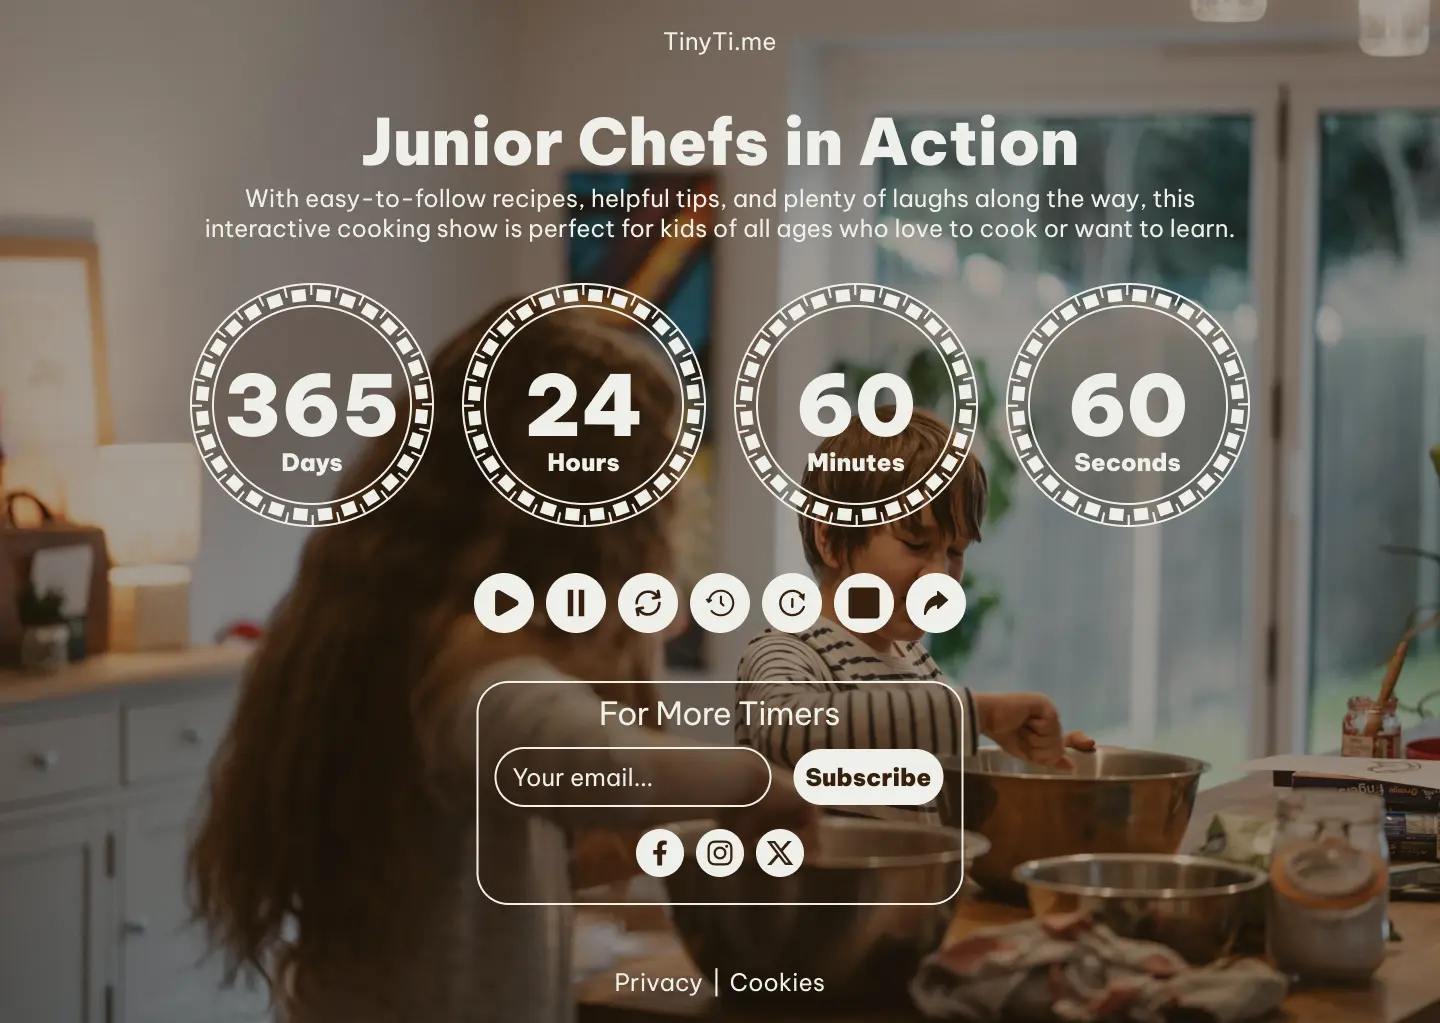 TinyTi.me
Junior Chefs in Action
With easy-to-follow recipes, helpful tips, and plenty of laughs along the way, this
interactive cooking show is perfect for kids of all ages who love to cook or want to learn.
365
Days
24
Hours
60
Minutes
60
Seconds
For More Timers
Your email...
Subscribe
Privacy | Cookies